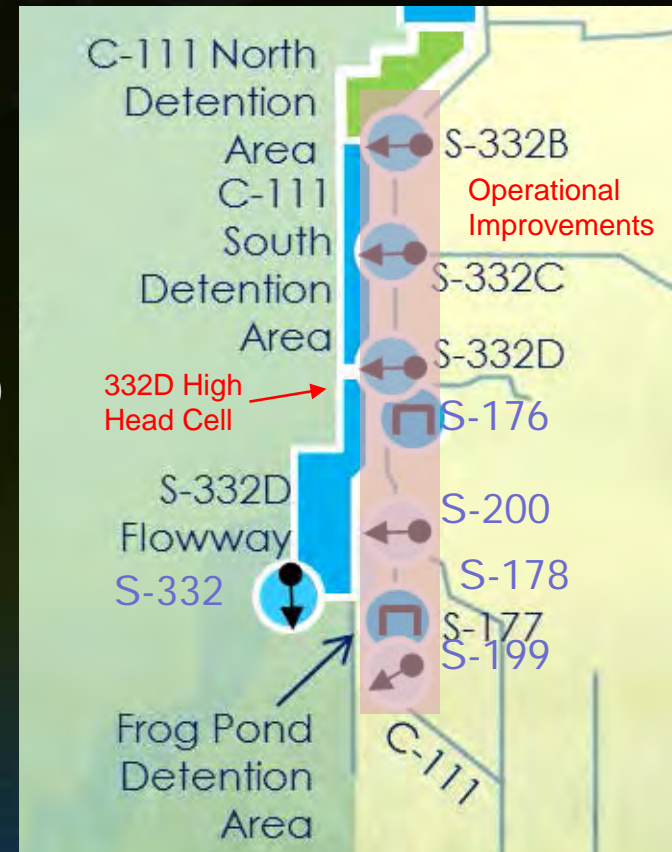 C-111 North
Detention
Area
S-332B
C-111
South
Detention
Area
Operational
Improvements
S-332C
S-332D
332D High
Head Cell
S-176
S-332D
Flowway
S-200
S-332
S-178
S-177
S-199
Frog Pond
Detention
Area
C-111